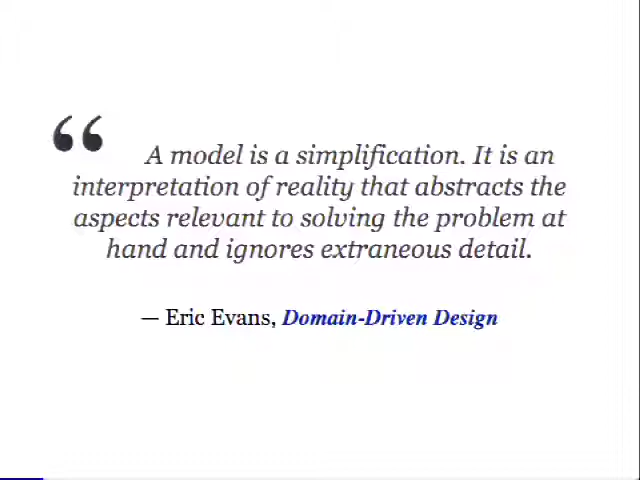 “ A model is a simplification. It is an
interpretation of reality that abstracts the
aspects relevant to solving the problem at
hand and ignores extraneous detail.
— Eric Evans, Domain-Driven Design